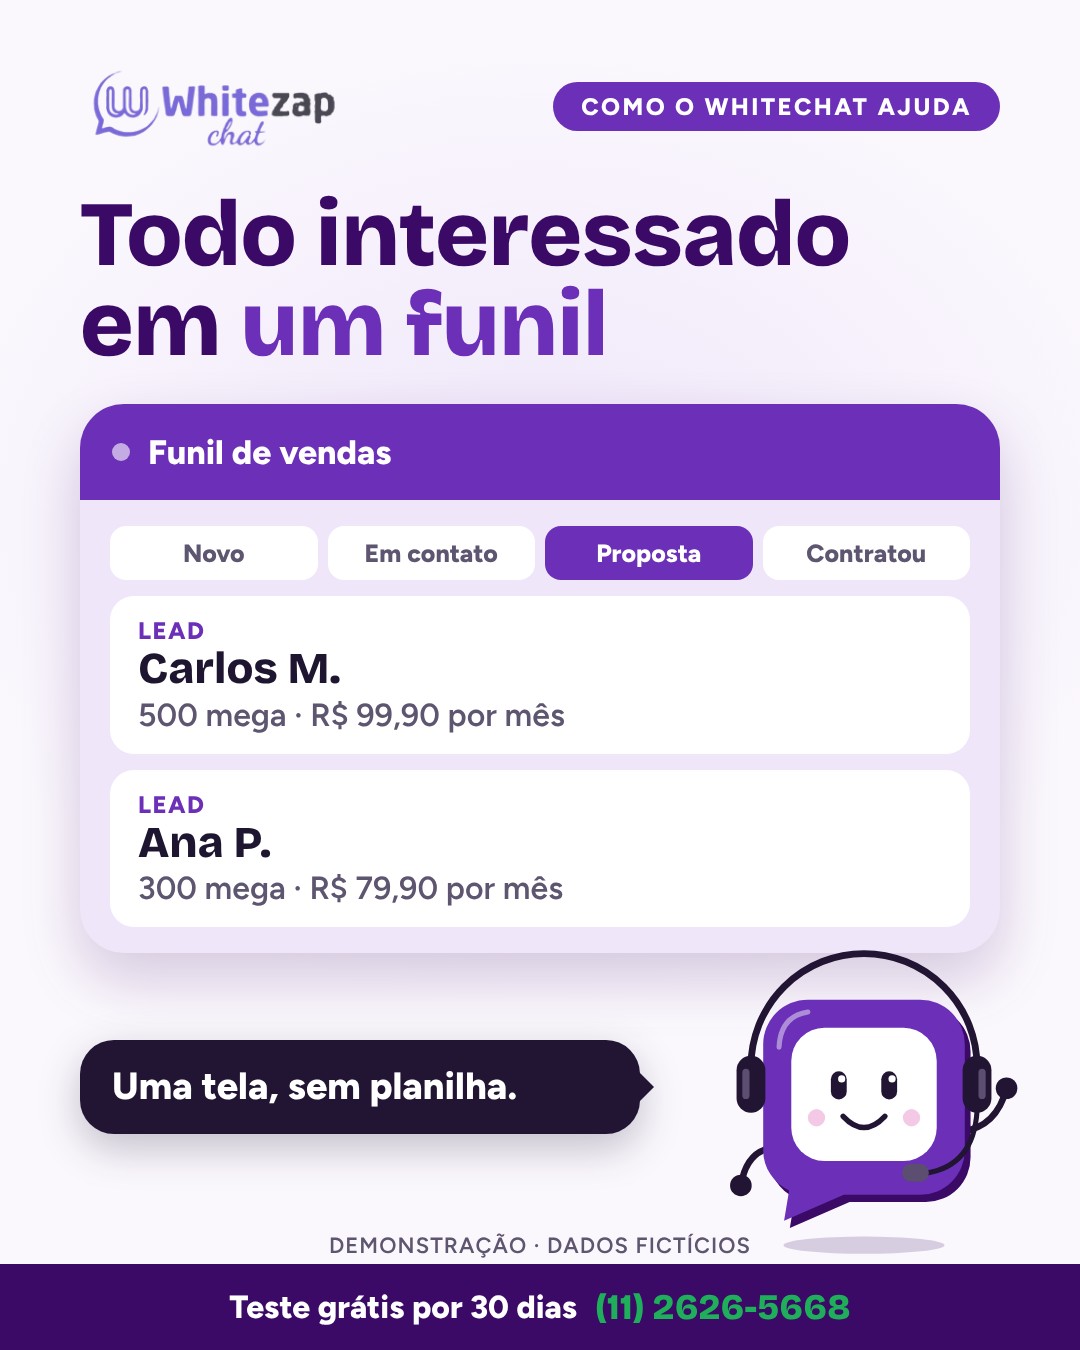 Whitezap
chat
COMO O WHITECHAT AJUDA
Todo interessado
em um funil
Funil de vendas
Novo
Em contato
Proposta
Contratou
LEAD
Carlos M.
500 mega · R$ 99,90 por mês
LEAD
Ana P.
300 mega · R$ 79,90 por mês
Uma tela, sem planilha.
DEMONSTRAÇÃO · DADOS FICTÍCIOS
Teste grátis por 30 dias (11) 2626-5668